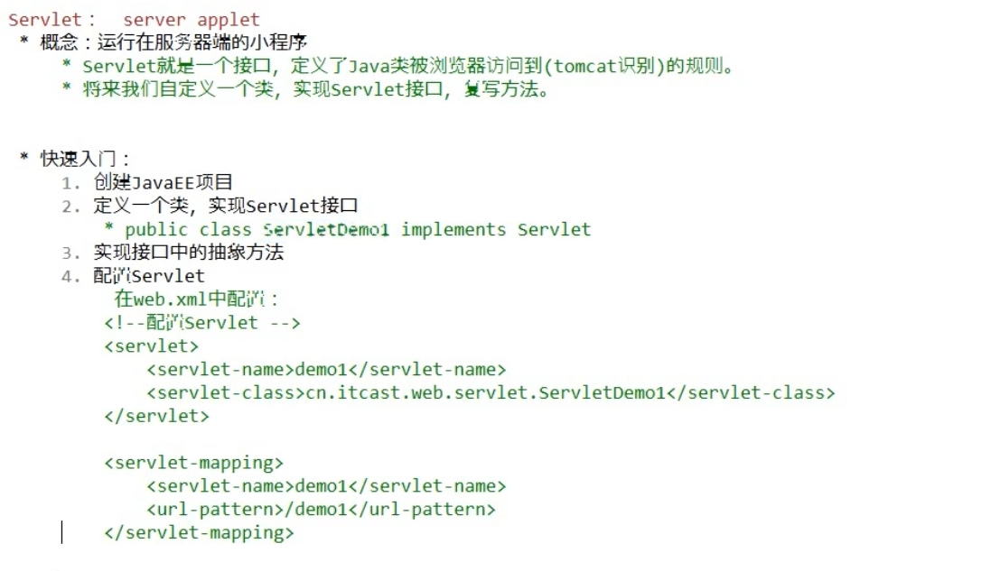 Servlet： server applet
* 概念：运行在服务器端的小程序
* Servlet就是一个接口，定义了Java类被浏览器访问到(tomcat识别)的规则。
* 将来我们自定义一个类，实现Servlet接口，复写方法。
* 快速入门：
1. 创建JavaEE项目
2. 定义一个类，实现Servlet接口
* public class ServletDemo1 implements Servlet
3. 实现接口中的抽象方法
4. 配置Servlet
在web.xml中配置：
<!--配置Servlet -->
<servlet>
<servlet-name>demo1</servlet-name>
<servlet-class>cn.itcast.web.servlet.ServletDemo1</servlet-class>
</servlet>
<servlet-mapping>
<servlet-name>demo1</servlet-name>
<url-pattern>/demo1</url-pattern>
</servlet-mapping>